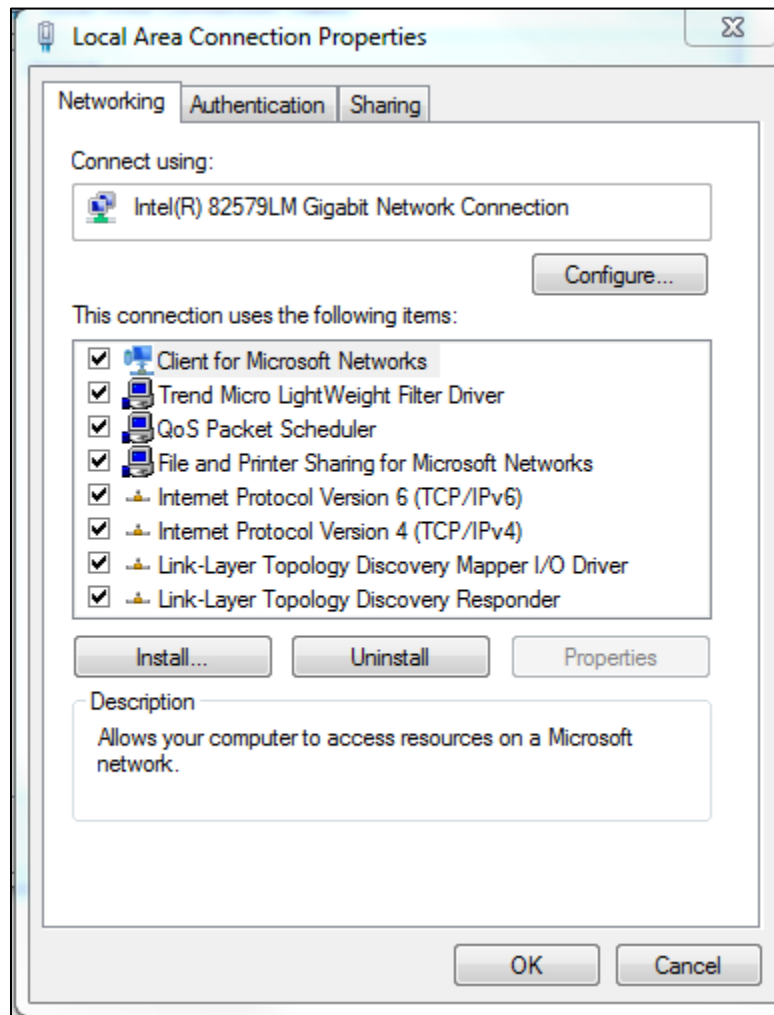 Local Area Connection Properties
Networking
Authentication
Sharing
Connect using:
Intel(R) 82579LM Gigabit Network Connection
Configure...
This connection uses the following items:
Client for Microsoft Networks
Trend Micro LightWeight Filter Driver
QoS Packet Scheduler
File and Printer Sharing for Microsoft Networks
Internet Protocol Version 6 (TCP/IPv6)
Internet Protocol Version 4 (TCP/IPv4)
Link-Layer Topology Discovery Mapper I/O Driver
Link-Layer Topology Discovery Responder
Install...
Uninstall
Properties
Description
Allows your computer to access resources on a Microsoft
network.
OK
Cancel